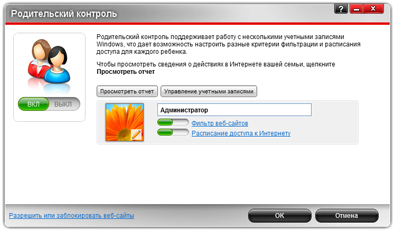 Родительский контроль
?
Родительский контроль поддерживает работу с несколькими учетными записями
Windows, что дает возможность настроить разные критерии фильтрации и расписания
доступа для каждого ребенка.
Чтобы просмотреть сведения о действиях в Интернете вашей семьи, щелкните
Просмотреть отчет
ВКЛ ВЫКЛ
Просмотреть отчет Управление учетными записями
Администратор
Фильтр веб-сайтов
Расписание доступа к Интернету
Разрешить или заблокировать веб-сайты
OK Отмена